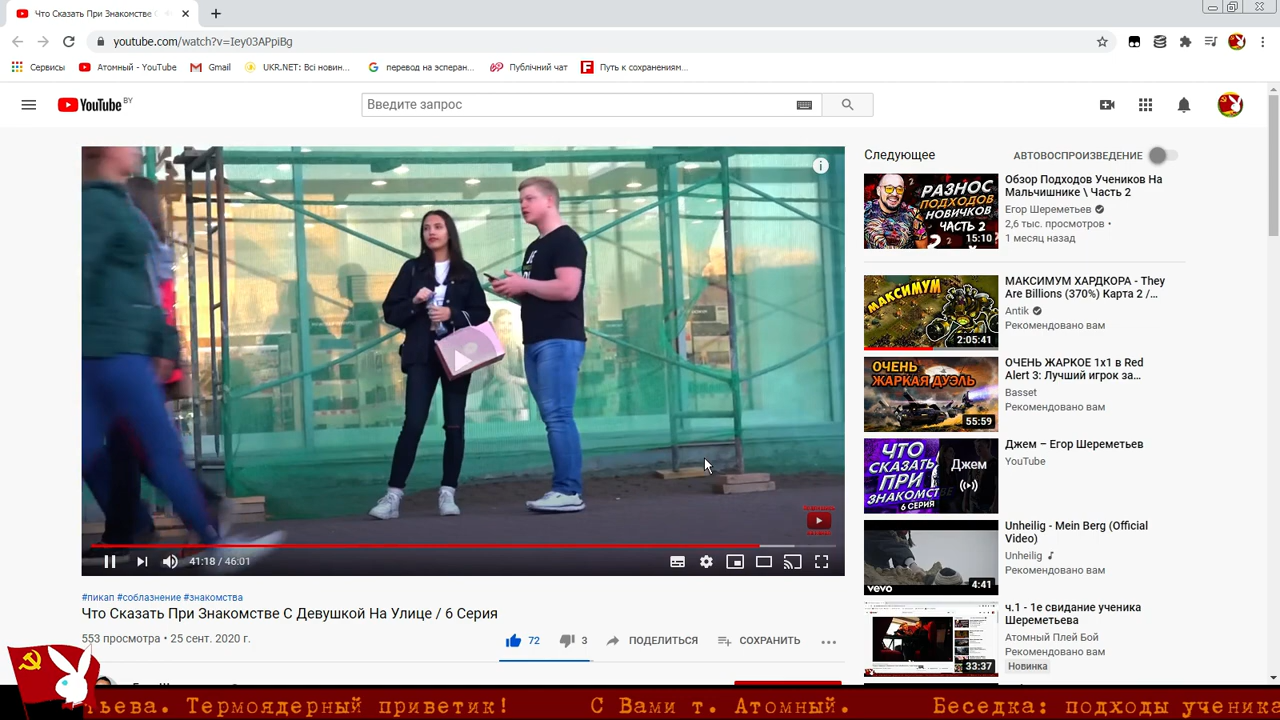 Что Сказать При Знакомстве С
youtube.com/watch?v=Iey03APpiBg
Сервисы
Атомный - YouTube
Gmail
UKR.NET: Всі новин...
перевод на эсперан...
Публічний чат
Путь к сохранениям...
YouTube BY
Введите запрос
Следующее
АВТОВОСПРОИЗВЕДЕНИЕ
РАЗНОС
ПОДХОДОВ
НОВИЧКОВ
ЧАСТЬ 2
15:10
Обзор Подходов Учеников На
Мальчишнике \ Часть 2
Егор Шереметьев
2,6 тыс. просмотров •
1 месяц назад
МАКСИМУМ
2:05:41
МАКСИМУМ ХАРДКОРА - They
Are Billions (370%) Карта 2 /...
Antik
Рекомендовано вам
ОЧЕНЬ
ЖАРКАЯ ДУЭЛЬ
55:59
ОЧЕНЬ ЖАРКОЕ 1x1 в Red
Alert 3: Лучший игрок за...
Basset
Рекомендовано вам
ЧТО
СКАЗАТЬ
ПРИ
ЗНАКОМСТВЕ
6 СЕРИЯ
Джем
Джем – Егор Шереметьев
YouTube
vevo
4:41
Unheilig - Mein Berg (Official
Video)
Unheilig
Рекомендовано вам
33:37
ч.1 - 1е свидание ученика
Шереметьева
Атомный Плей Бой
Рекомендовано вам
Новинка
41:18 / 46:01
#пикап #соблазнение #знакомства
Что Сказать При Знакомстве С Девушкой На Улице / 6 Серия
553 просмотра • 25 сент. 2020 г.
72
3
ПОДЕЛИТЬСЯ
СОХРАНИТЬ
ьева. Термоядерный приветик! С Вами т. Атомный. Беседка: подходы ученика